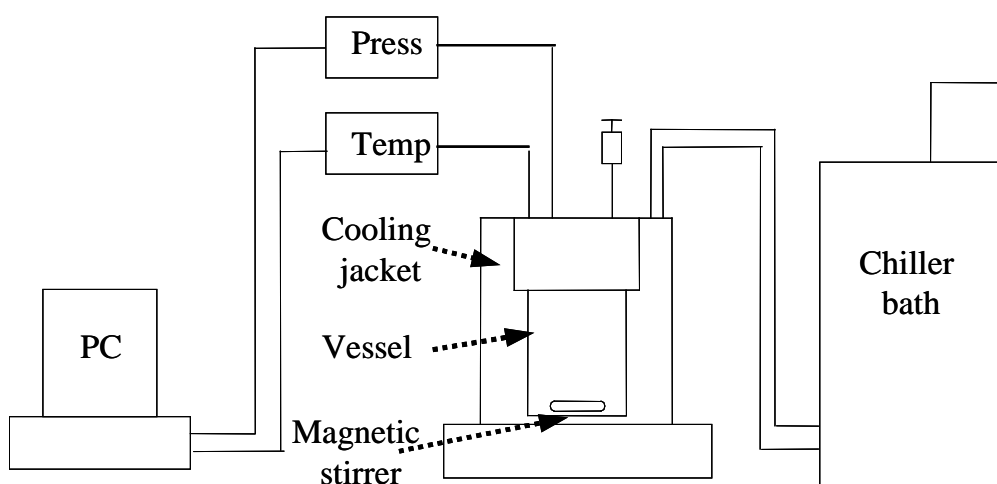 Press
Temp
Cooling
jacket
Chiller
bath
PC
Vessel
Magnetic
stirrer